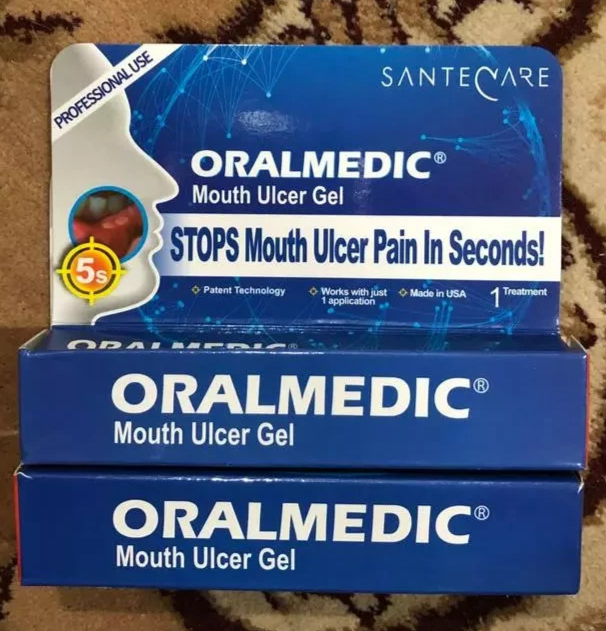 PROFESSIONAL USE
SANTECARE
ORALMEDIC®
Mouth Ulcer Gel
STOPS Mouth Ulcer Pain In Seconds!
5s
Patent Technology
Works with just
1 application
Made in USA
1 Treatment
ORALMEDIC®
ORALMEDIC®
Mouth Ulcer Gel
ORALMEDIC®
Mouth Ulcer Gel